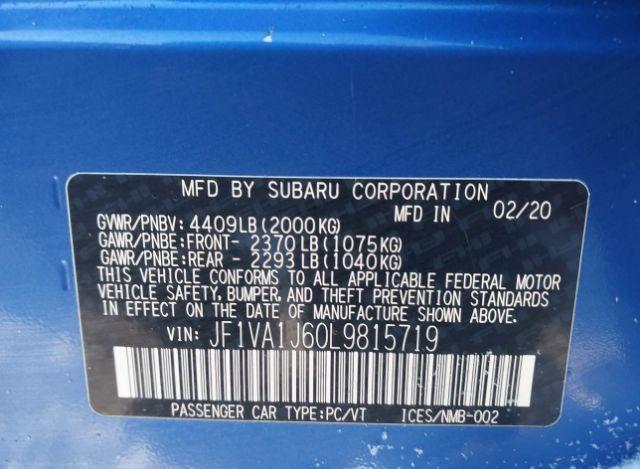 MFD BY SUBARU CORPORATION
MFD IN 02/20
GVWR/PNBV: 4409LB(2000KG)
GAWR/PNBE:FRONT- 2370LB(1075KG)
GAWR/PNBE:REAR - 2293LB(1040KG)
THIS VEHICLE CONFORMS TO ALL APPLICABLE FEDERAL MOTOR
VEHICLE SAFETY, BUMPER, AND THEFT PREVENTION STANDARDS
IN EFFECT ON THE DATE OF MANUFACTURE SHOWN ABOVE.
VIN: JF1VA1J60L9815719
PASSENGER CAR TYPE:PC/VT ICES/NMB-002